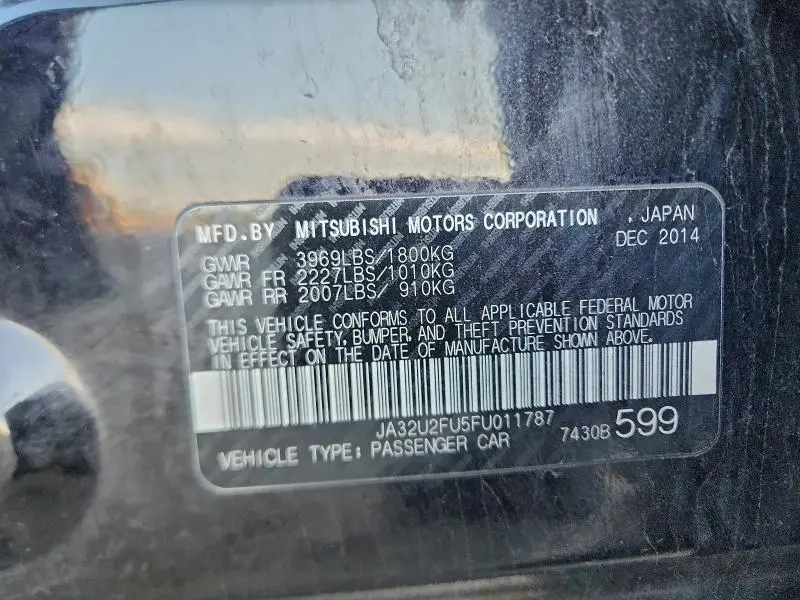 MFD.BY MITSUBISHI MOTORS CORPORATION , JAPAN
DEC 2014
GVWR 3969LBS/1800KG
GAWR FR 2227LBS/1010KG
GAWR RR 2007LBS/ 910KG
THIS VEHICLE CONFORMS TO ALL APPLICABLE FEDERAL MOTOR
VEHICLE SAFETY, BUMPER, AND THEFT PREVENTION STANDARDS
IN EFFECT ON THE DATE OF MANUFACTURE SHOWN ABOVE.
JA32U2FU5FU011787
VEHICLE TYPE: PASSENGER CAR 7430B 599